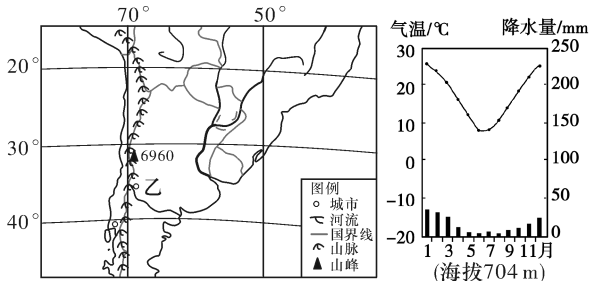 70° 50°
20°
30°
40°
6960
乙
图例
城市
河流
国界线
山脉
山峰
气温/℃ 降水量/mm
30 250
20 200
10 150
0 100
-10 50
-20 0
1 3 5 7 9 11月
(海拔704 m)